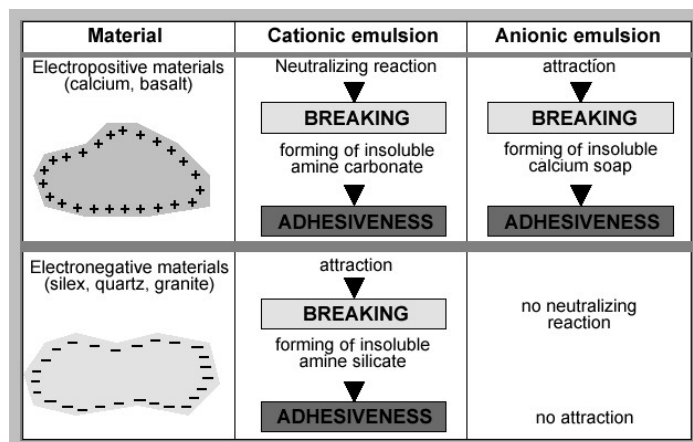 Material
Cationic emulsion
Anionic emulsion
Electropositive materials
(calcium, basalt)
Neutralizing reaction
BREAKING
forming of insoluble
amine carbonate
ADHESIVENESS
attraction
BREAKING
forming of insoluble
calcium soap
ADHESIVENESS
Electronegative materials
(silex, quartz, granite)
attraction
BREAKING
forming of insoluble
amine silicate
ADHESIVENESS
no neutralizing
reaction
no attraction